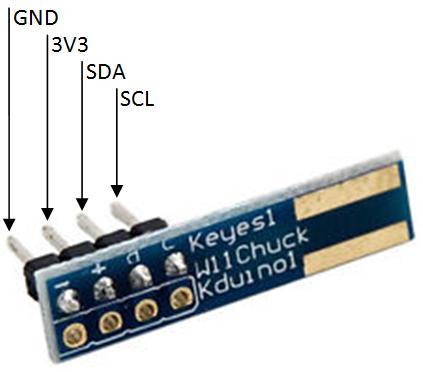 GND
3V3
SDA
SCL
- + d c
Keyes1
W11Chuck
Kduino1